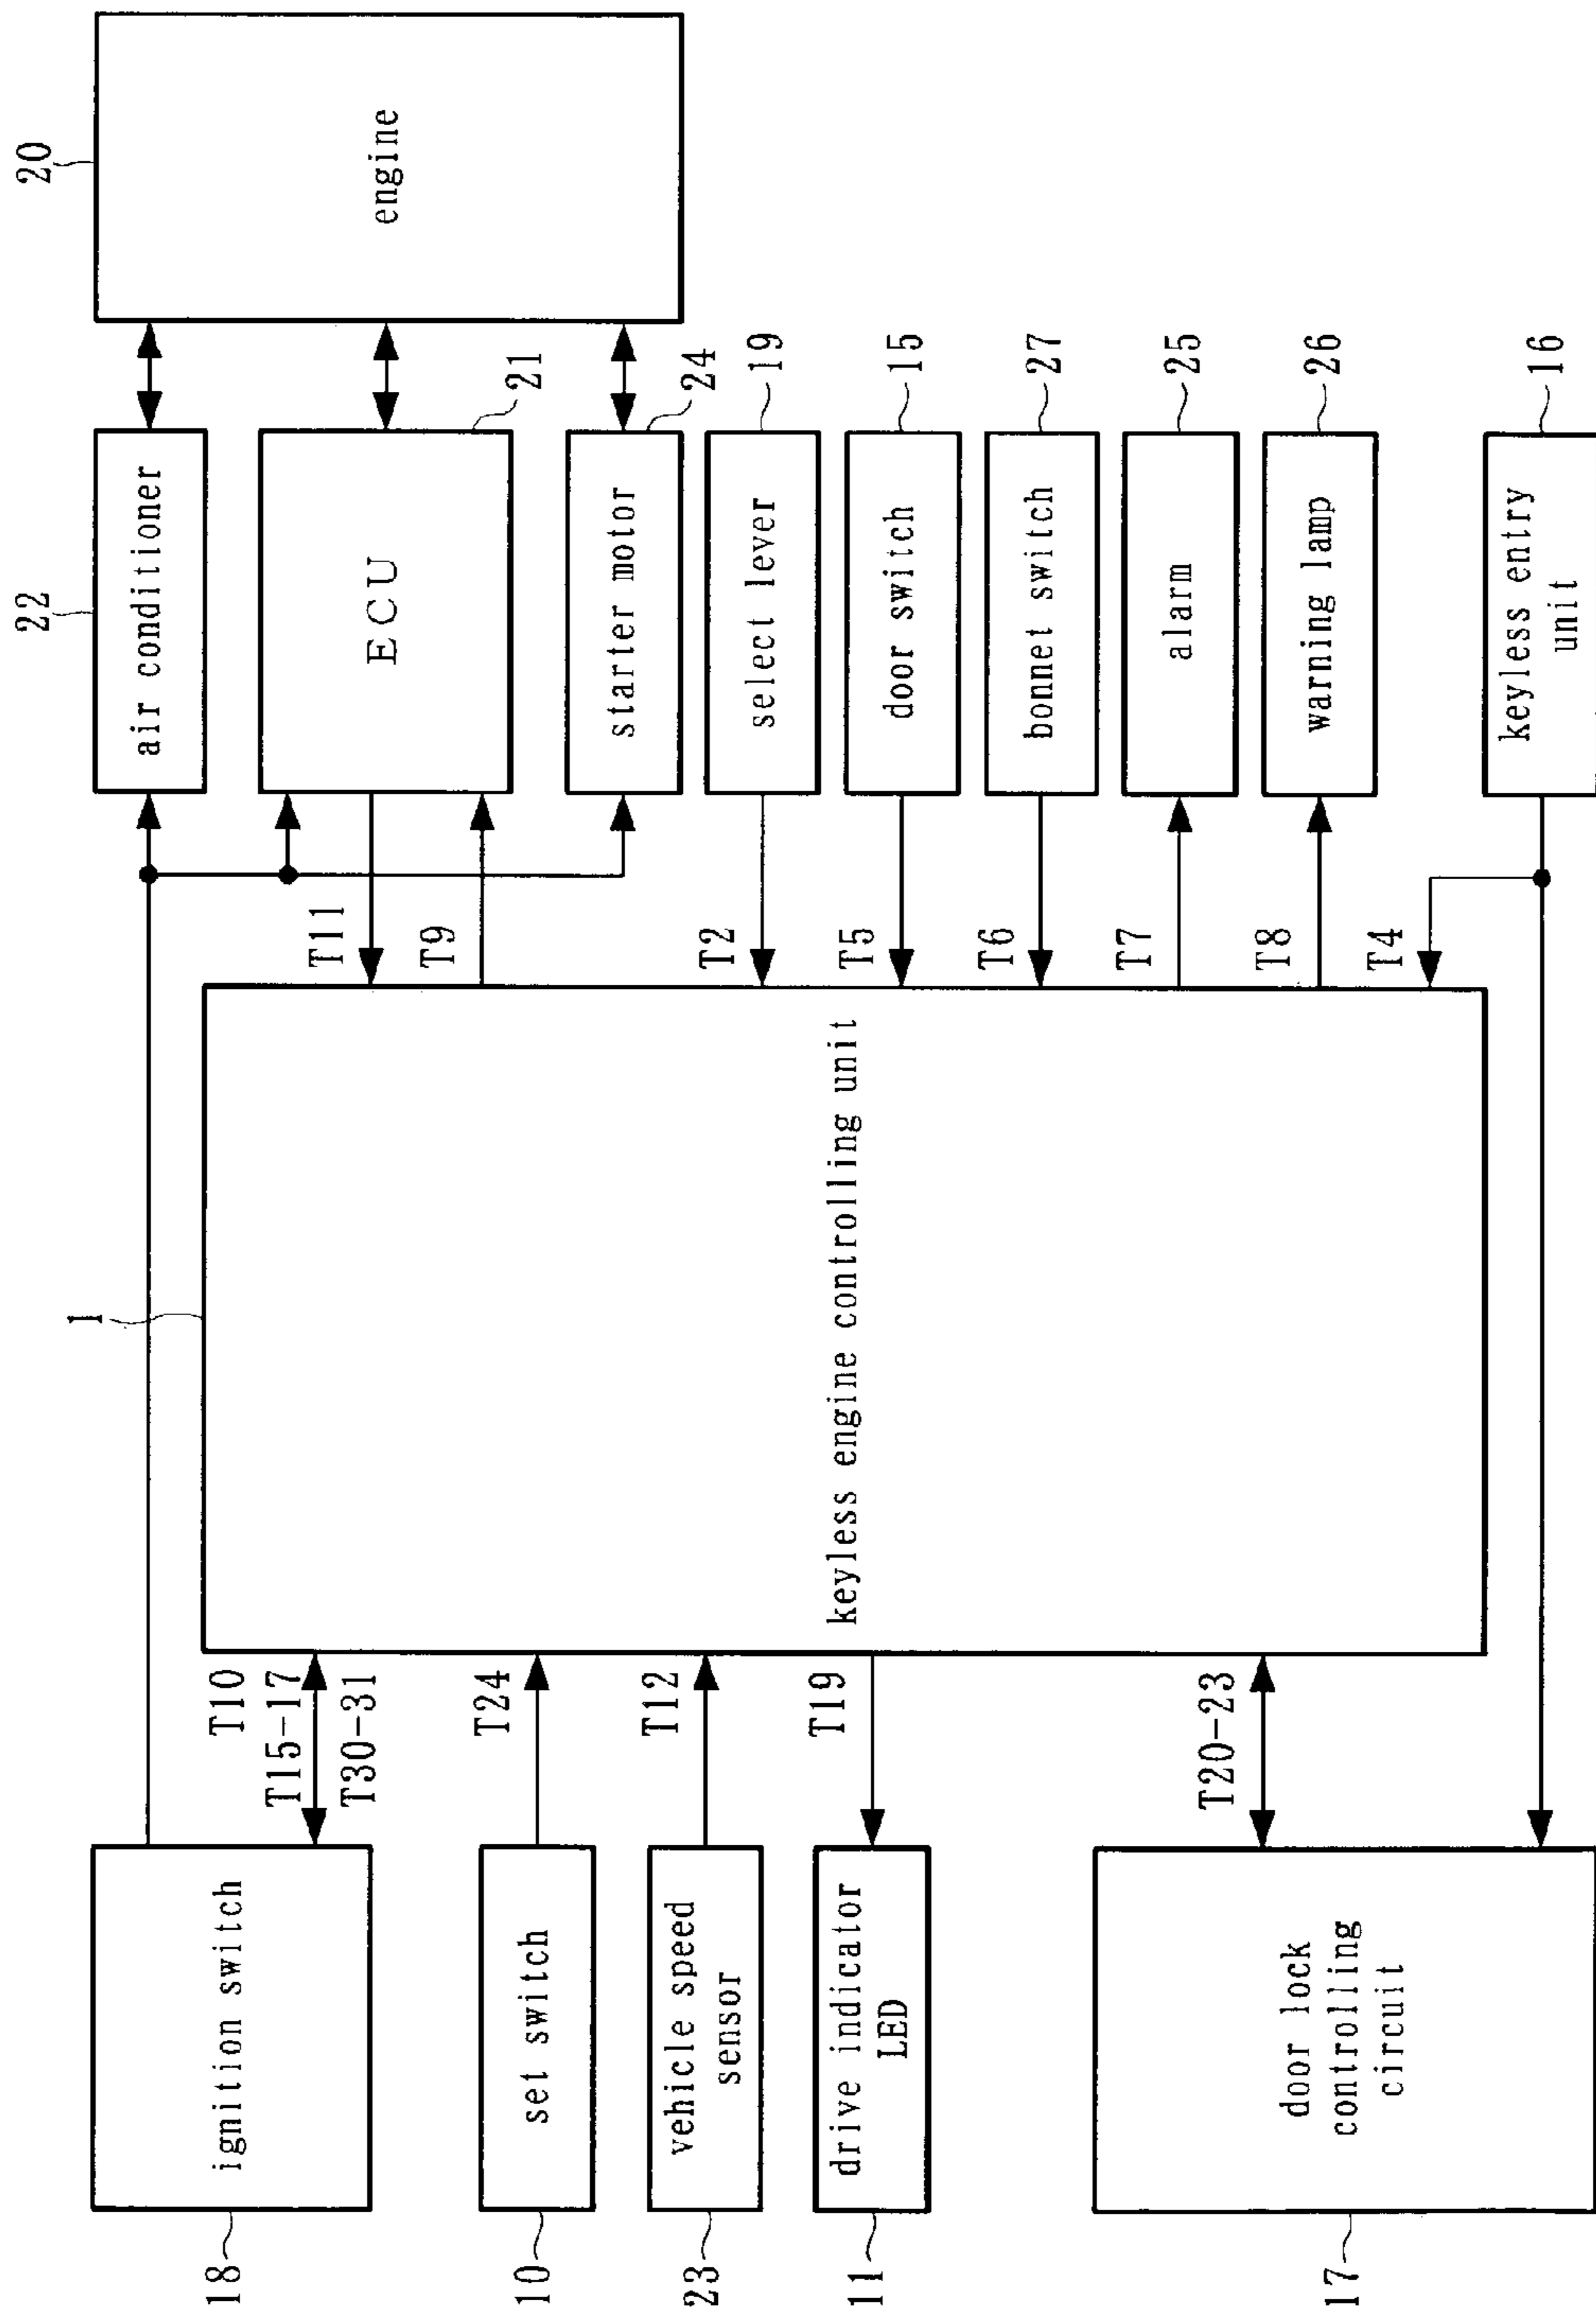 20
engine
22
air conditioner
ECU
21
starter motor
24
select lever
19
door switch
15
bonnet switch
27
alarm
25
warning lamp
26
keyless entry
unit
16
T11
T9
T2
T5
T6
T7
T8
T4
1
keyless engine controlling unit
T10
T15-17
T30-31
T24
T12
T19
T20-23
ignition switch
18
set switch
10
vehicle speed
sensor
23
drive indicator
LED
11
door lock
controlling
circuit
17